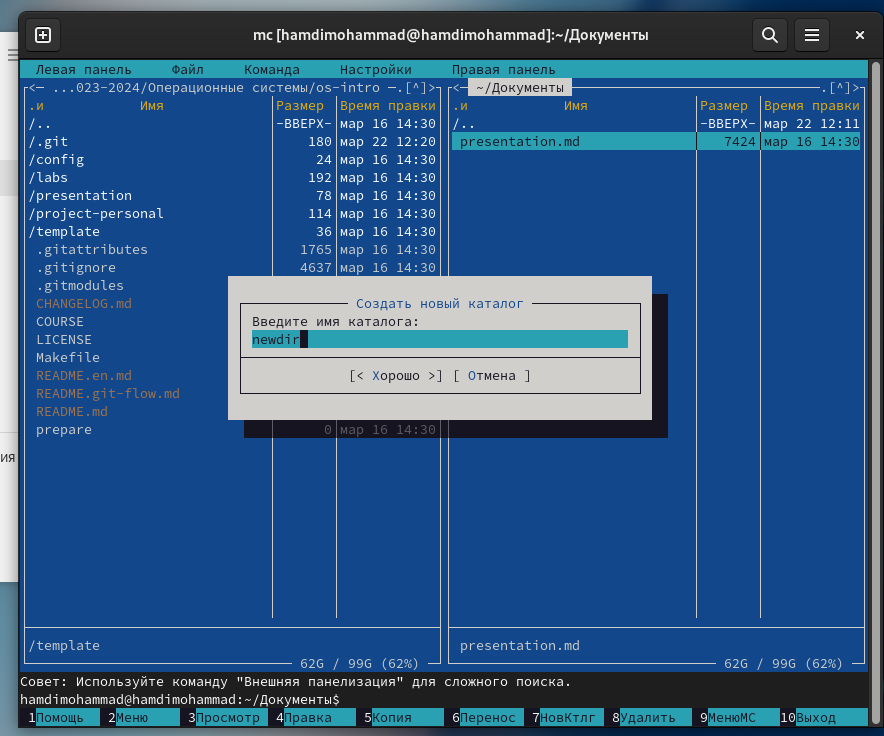 mc [hamdimohammad@hamdimohammad]:~/Документы
Левая панель Файл Команда Настройки Правая панель
<─ ...023-2024/Операционные системы/os-intro ─.[^]>
.и Имя Размер Время правки
/.. -ВВЕРХ- мар 16 14:30
/.git 180 мар 22 12:20
/config 24 мар 16 14:30
/labs 192 мар 16 14:30
/presentation 78 мар 16 14:30
/project-personal 114 мар 16 14:30
/template 36 мар 16 14:30
.gitattributes 1765 мар 16 14:30
.gitignore 4637 мар 16 14:30
.gitmodules
CHANGELOG.md
COURSE
LICENSE
Makefile
README.en.md
README.git-flow.md
README.md
prepare 0 мар 16 14:30
/template
62G / 99G (62%)
<─ ~/Документы .[^]>
.и Имя Размер Время правки
/.. -ВВЕРХ- мар 22 12:11
presentation.md 7424 мар 16 14:30
presentation.md
62G / 99G (62%)
Создать новый каталог
Введите имя каталога:
newdir
[< Хорошо >] [ Отмена ]
Совет: Используйте команду "Внешняя панелизация" для сложного поиска.
hamdimohammad@hamdimohammad:~/Документы$
1Помощь 2Меню 3Просмотр 4Правка 5Копия 6Перенос 7НовКтлг 8Удалить 9МенюМС 10Выход
ия